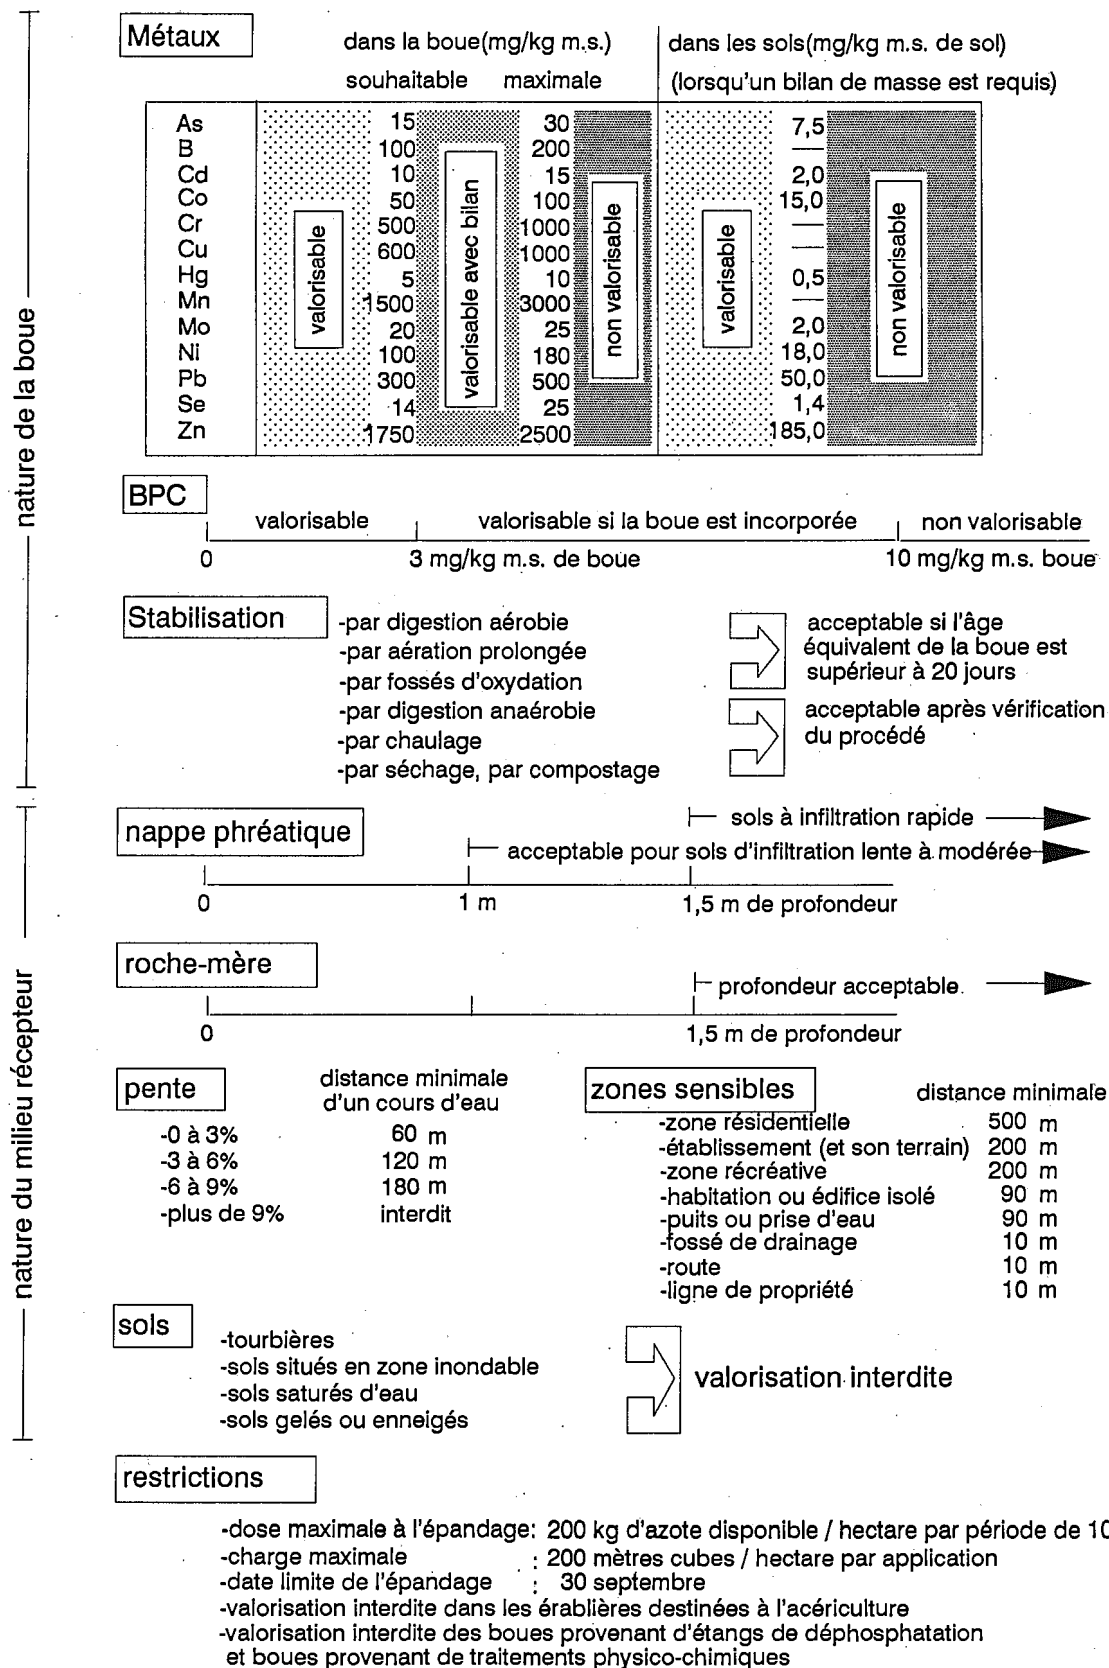 Métaux
dans la boue(mg/kg m.s.)
dans les sols(mg/kg m.s. de sol)
souhaitable maximale
(lorsqu'un bilan de masse est requis)
As 15 30 7,5
B 100 200 —
Cd 10 15 2,0
Co 50 100 15,0
Cr 500 1000 —
Cu 600 1000 —
Hg 5 10 0,5
Mn 1500 3000 —
Mo 20 25 2,0
Ni 100 180 18,0
Pb 300 500 50,0
Se 14 25 1,4
Zn 1750 2500 185,0
valorisable
valorisable avec bilan
non valorisable
valorisable
non valorisable
nature de la boue
BPC
valorisable valorisable si la boue est incorporée non valorisable
0 3 mg/kg m.s. de boue 10 mg/kg m.s. boue
Stabilisation
-par digestion aérobie
-par aération prolongée
-par fossés d'oxydation
-par digestion anaérobie
-par chaulage
-par séchage, par compostage
acceptable si l'âge
équivalent de la boue est
supérieur à 20 jours
acceptable après vérification
du procédé
nature du milieu récepteur
nappe phréatique
sols à infiltration rapide
acceptable pour sols d'infiltration lente à modérée
0 1 m 1,5 m de profondeur
roche-mère
profondeur acceptable
0 1,5 m de profondeur
pente
distance minimale
d'un cours d'eau
-0 à 3% 60 m
-3 à 6% 120 m
-6 à 9% 180 m
-plus de 9% interdit
zones sensibles
distance minimale
-zone résidentielle 500 m
-établissement (et son terrain) 200 m
-zone récréative 200 m
-habitation ou édifice isolé 90 m
-puits ou prise d'eau 90 m
-fossé de drainage 10 m
-route 10 m
-ligne de propriété 10 m
sols
-tourbières
-sols situés en zone inondable
-sols saturés d'eau
-sols gelés ou enneigés
valorisation interdite
restrictions
-dose maximale à l'épandage: 200 kg d'azote disponible / hectare par période de 10
-charge maximale : 200 mètres cubes / hectare par application
-date limite de l'épandage : 30 septembre
-valorisation interdite dans les érablières destinées à l'acériculture
-valorisation interdite des boues provenant d'étangs de déphosphatation
et boues provenant de traitements physico-chimiques